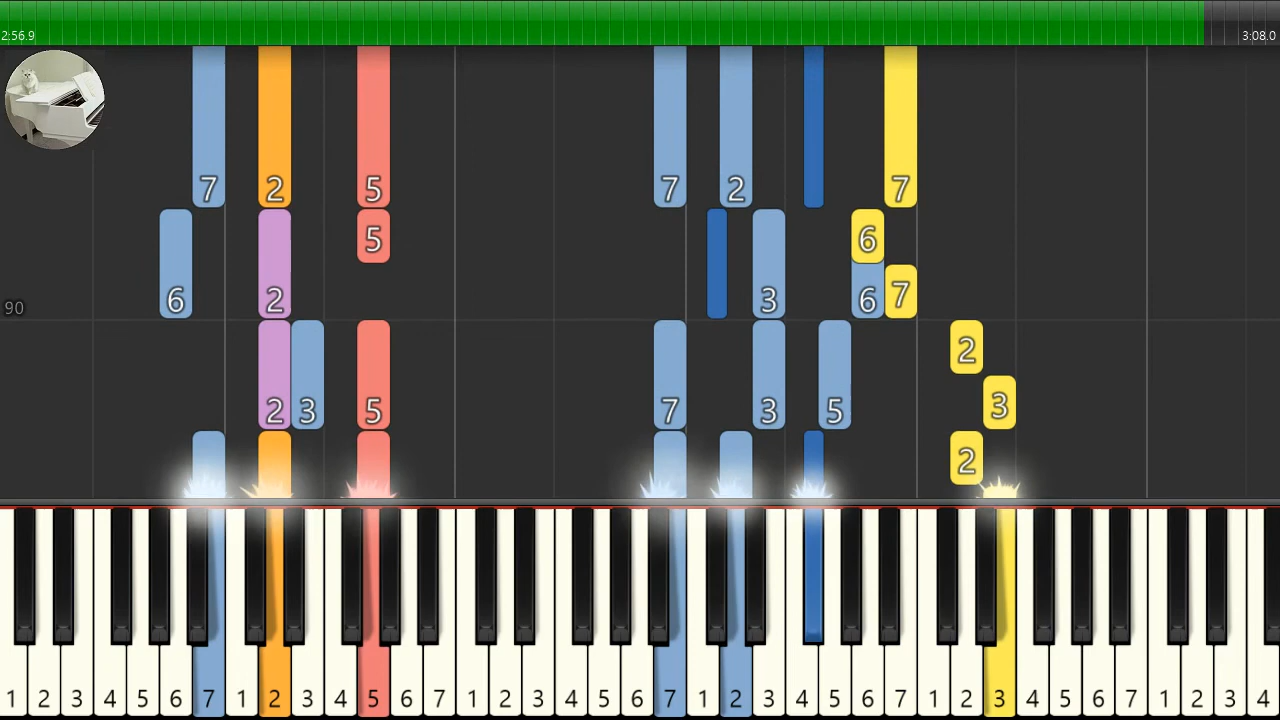 2:56.9 3:08.0
7 2 5 7 2 7
5 6
90 6 2 3 6 7
2
2 3 5 7 3 5 3
2
1 2 3 4 5 6 7 1 2 3 4 5 6 7 1 2 3 4 5 6 7 1 2 3 4 5 6 7 1 2 3 4 5 6 7 1 2 3 4